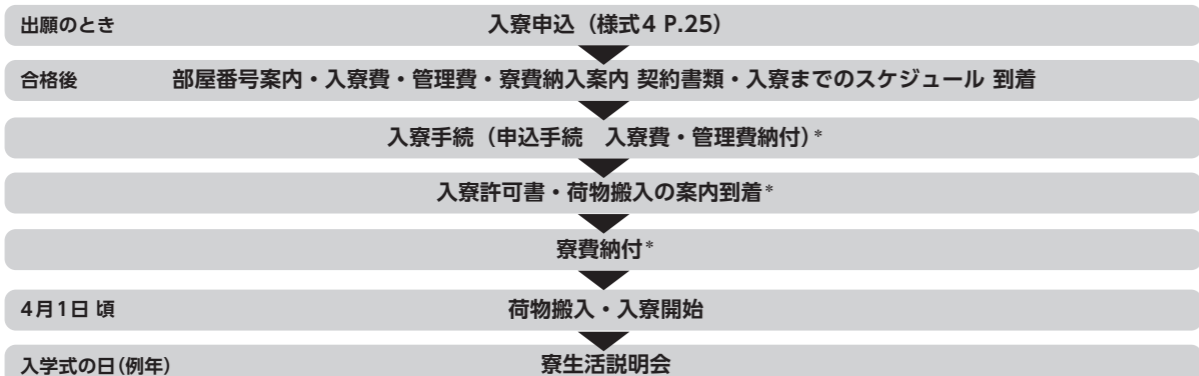 出願のとき 入寮申込（様式4 P.25）
合格後 部屋番号案内・入寮費・管理費・寮費納入案内 契約書類・入寮までのスケジュール 到着
入寮手続（申込手続　入寮費・管理費納付）*
入寮許可書・荷物搬入の案内到着*
寮費納付*
4月1日 頃 荷物搬入・入寮開始
入学式の日（例年） 寮生活説明会